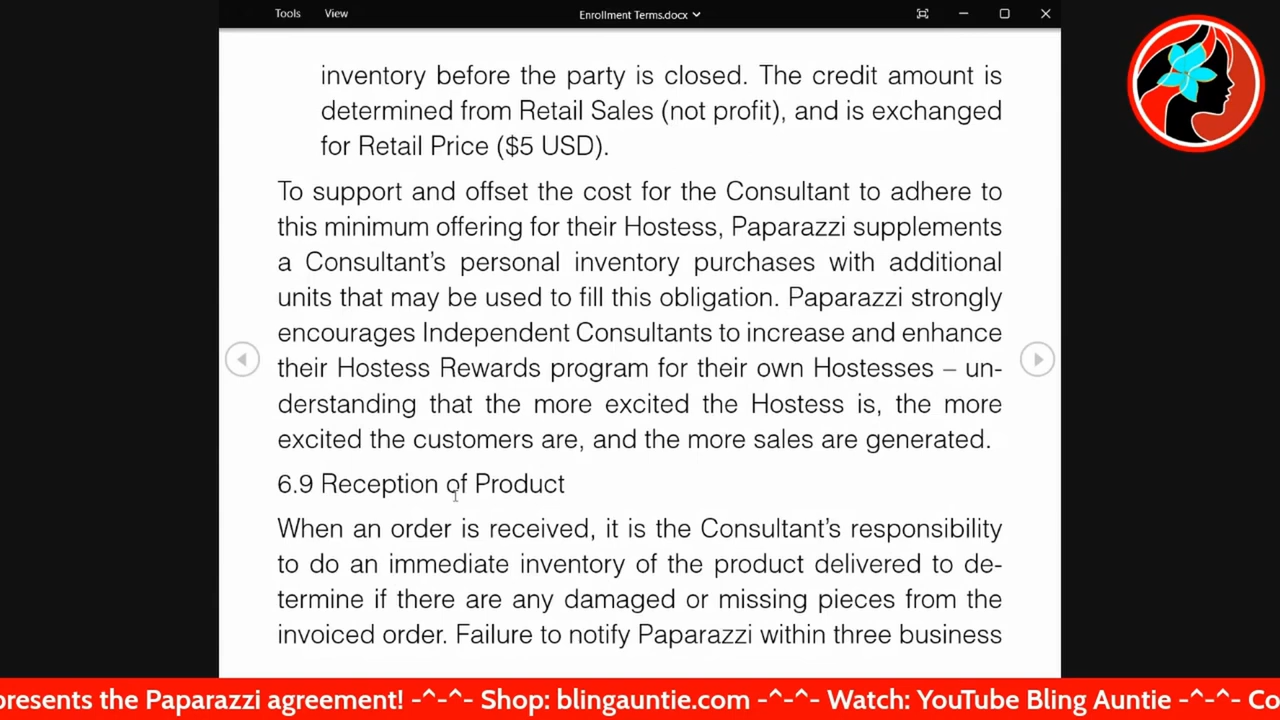 Tools View Enrollment Terms.docx
inventory before the party is closed. The credit amount is
determined from Retail Sales (not profit), and is exchanged
for Retail Price ($5 USD).
To support and offset the cost for the Consultant to adhere to
this minimum offering for their Hostess, Paparazzi supplements
a Consultant's personal inventory purchases with additional
units that may be used to fill this obligation. Paparazzi strongly
encourages Independent Consultants to increase and enhance
their Hostess Rewards program for their own Hostesses – un-
derstanding that the more excited the Hostess is, the more
excited the customers are, and the more sales are generated.
6.9 Reception of Product
When an order is received, it is the Consultant's responsibility
to do an immediate inventory of the product delivered to de-
termine if there are any damaged or missing pieces from the
invoiced order. Failure to notify Paparazzi within three business
presents the Paparazzi agreement! -^-^- Shop: blingauntie.com -^-^- Watch: YouTube Bling Auntie -^-^- Co